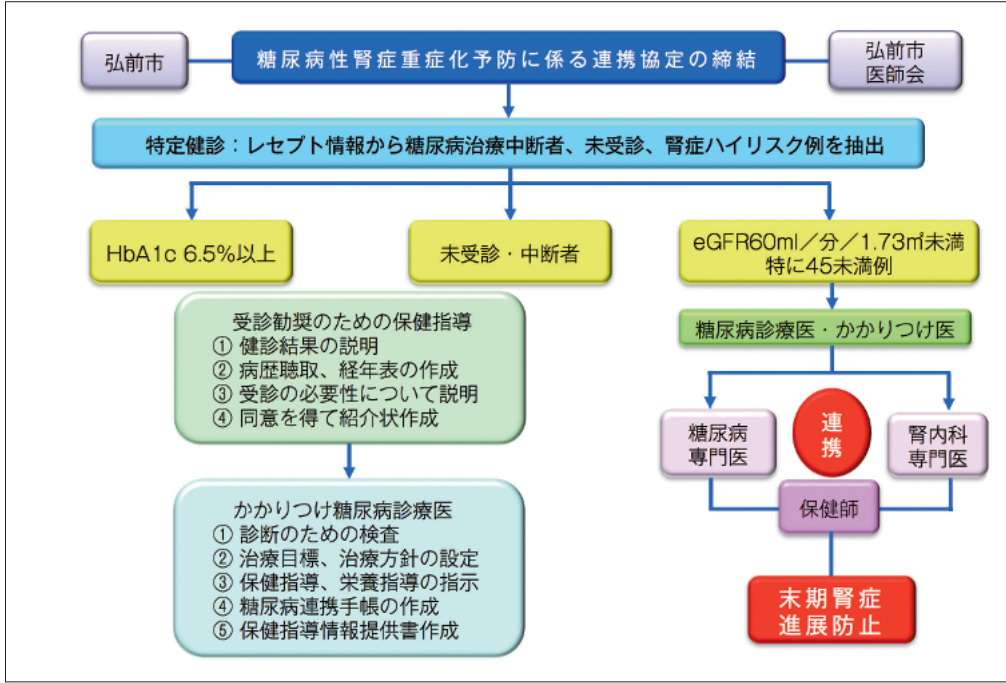 弘前市
糖尿病性腎症重症化予防に係る連携協定の締結
弘前市
医師会
特定健診：レセプト情報から糖尿病治療中断者、未受診、腎症ハイリスク例を抽出
HbA1c 6.5%以上
未受診・中断者
eGFR60ml／分／1.73㎡未満
特に45未満例
受診勧奨のための保健指導
① 健診結果の説明
② 病歴聴取、経年表の作成
③ 受診の必要性について説明
④ 同意を得て紹介状作成
かかりつけ糖尿病診療医
① 診断のための検査
② 治療目標、治療方針の設定
③ 保健指導、栄養指導の指示
④ 糖尿病連携手帳の作成
⑤ 保健指導情報提供書作成
糖尿病診療医・かかりつけ医
糖尿病
専門医
連
携
腎内科
専門医
保健師
末期腎症
進展防止